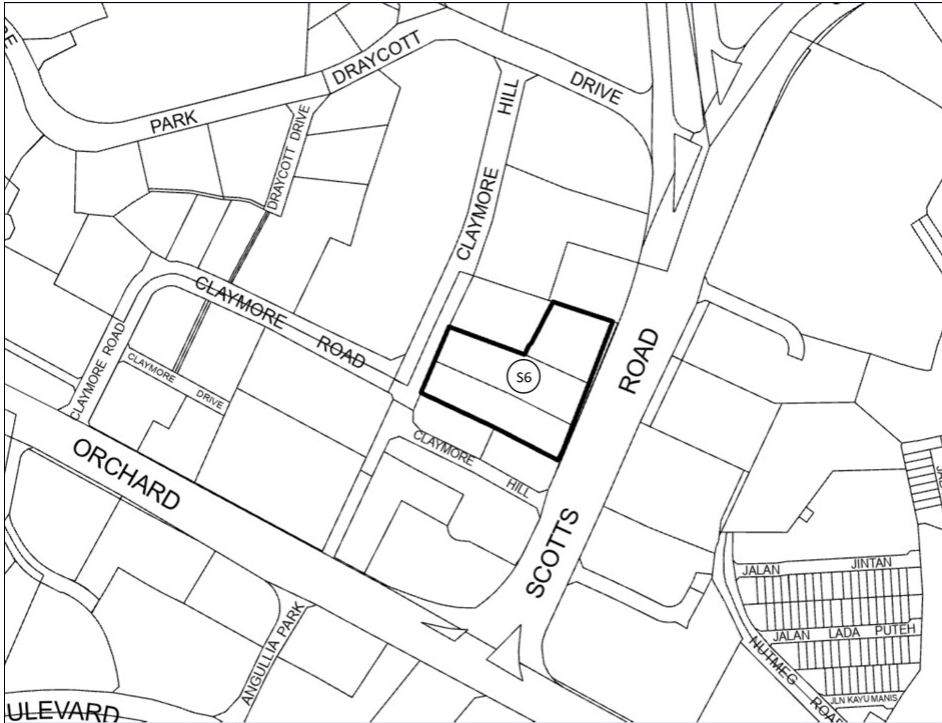 DRAYCOTT
DRIVE
PARK
DRAYCOTT DRIVE
HILL
CLAYMORE
CLAYMORE
ROAD
CLAYMORE ROAD
CLAYMORE
DRIVE
S6
ROAD
CLAYMORE
HILL
ORCHARD
SCOTTS
ANGULLIA PARK
JALAN JINTAN
JALAN LADA PUTEH
NUTMEG ROAD
JLN KAYU MANIS
ULEVARD